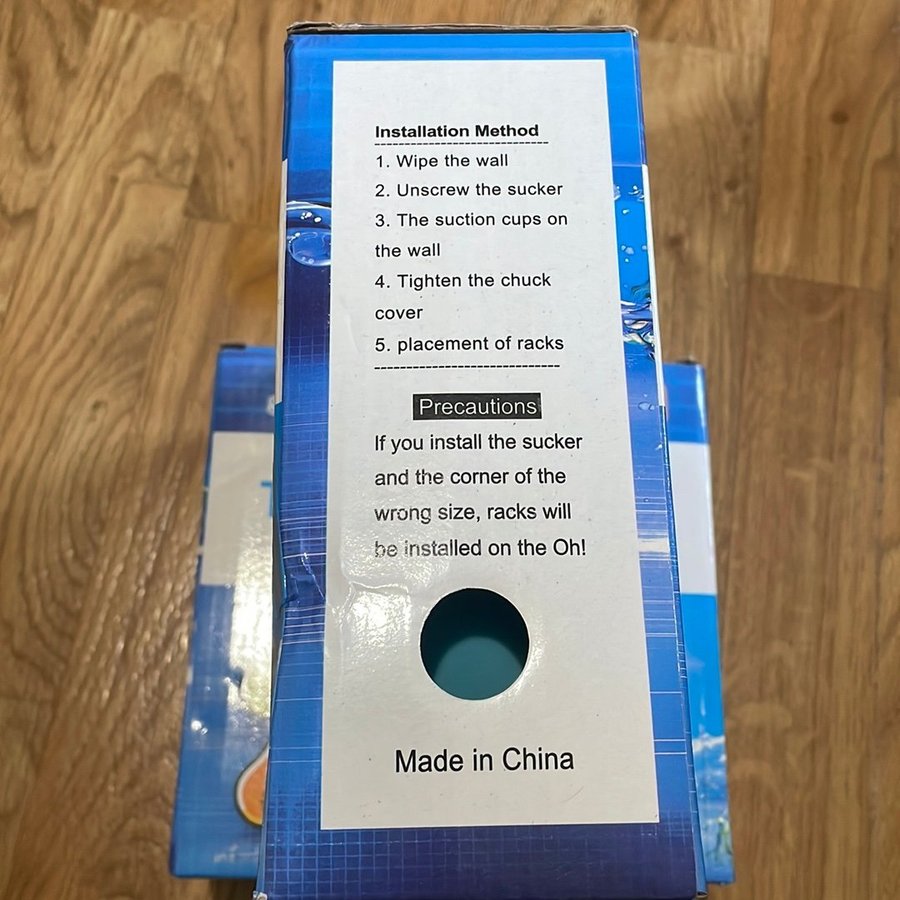 Installation Method
1. Wipe the wall
2. Unscrew the sucker
3. The suction cups on
the wall
4. Tighten the chuck
cover
5. placement of racks
Precautions
If you install the sucker
and the corner of the
wrong size, racks will
be installed on the Oh!
Made in China